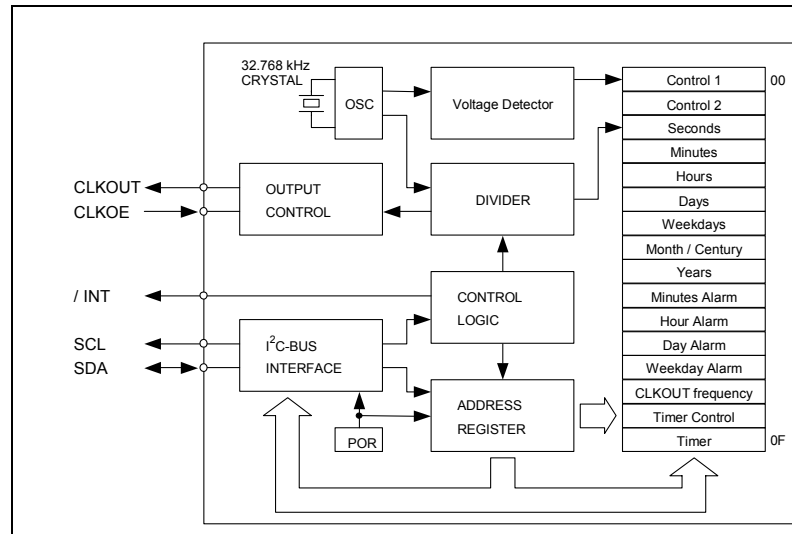 32.768 kHz
CRYSTAL
OSC
Voltage Detector
CLKOUT
CLKOE
OUTPUT
CONTROL
DIVIDER
/ INT
CONTROL
LOGIC
SCL
SDA
I²C-BUS
INTERFACE
ADDRESS
REGISTER
POR
Control 1 00
Control 2
Seconds
Minutes
Hours
Days
Weekdays
Month / Century
Years
Minutes Alarm
Hour Alarm
Day Alarm
Weekday Alarm
CLKOUT frequency
Timer Control
Timer 0F